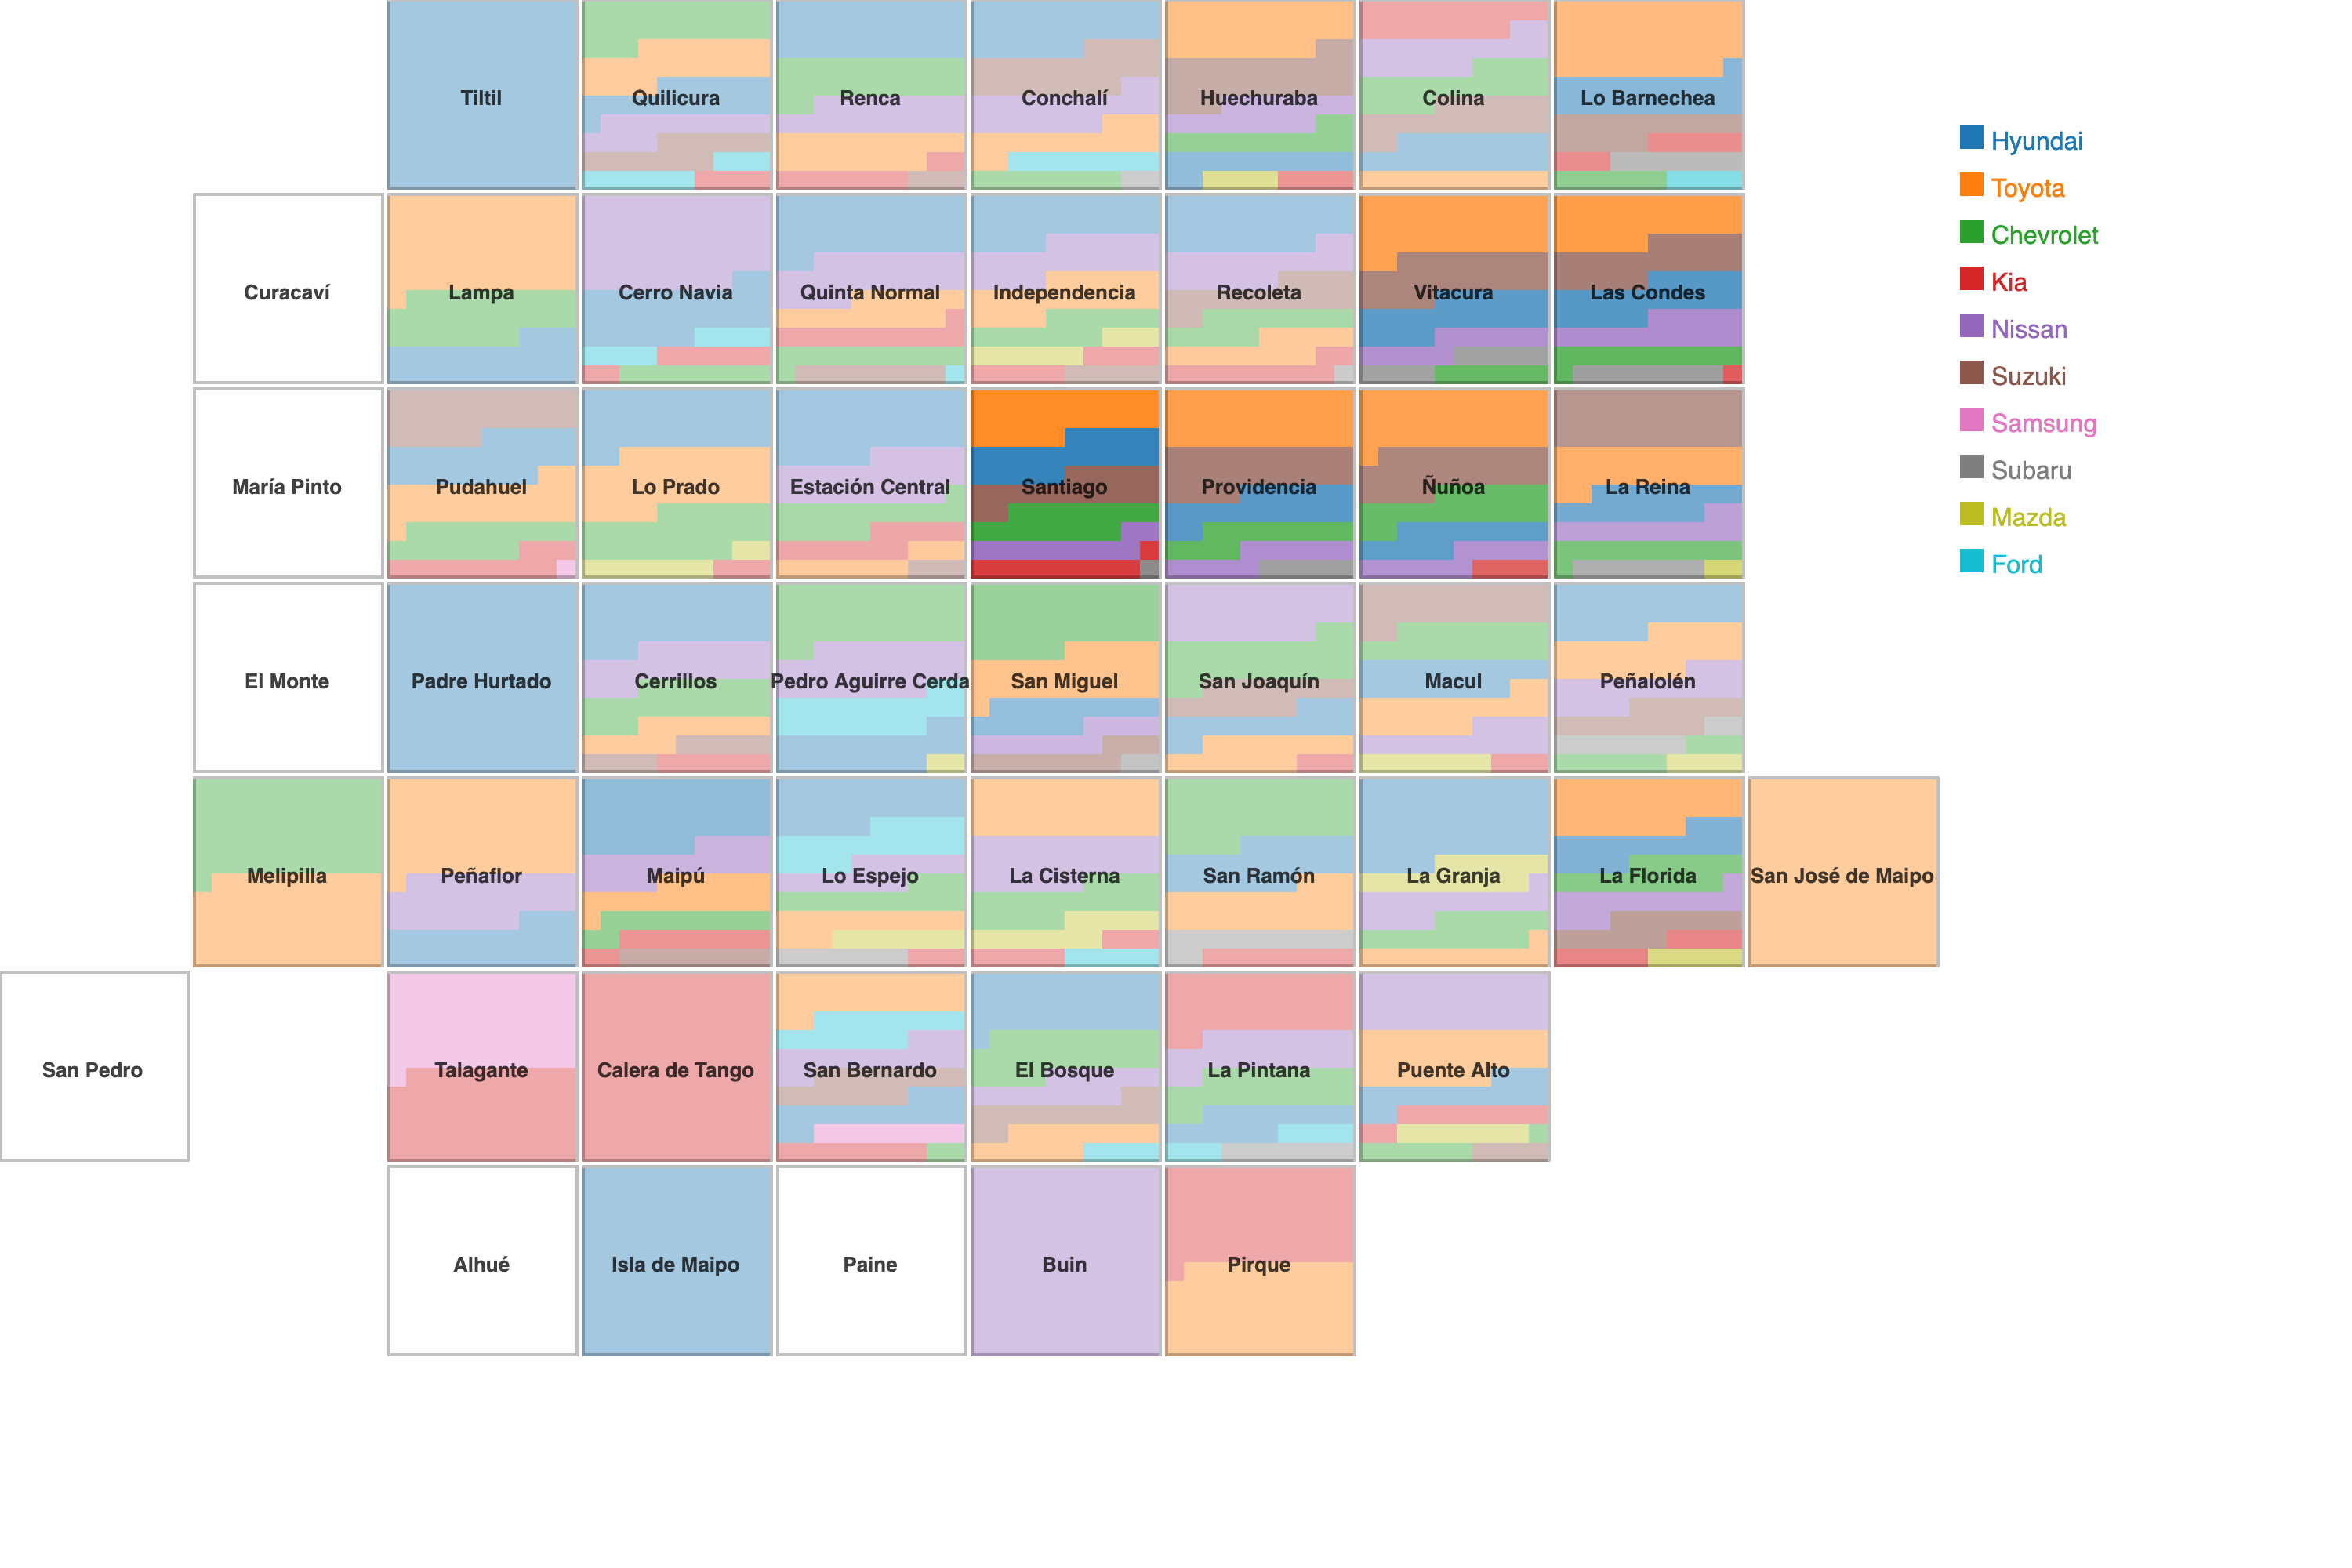 Tiltil
Quilicura
Renca
Conchalí
Huechuraba
Colina
Lo Barnechea
Curacaví
Lampa
Cerro Navia
Quinta Normal
Independencia
Recoleta
Vitacura
Las Condes
María Pinto
Pudahuel
Lo Prado
Estación Central
Santiago
Providencia
Ñuñoa
La Reina
El Monte
Padre Hurtado
Cerrillos
Pedro Aguirre Cerda
San Miguel
San Joaquín
Macul
Peñalolén
Melipilla
Peñaflor
Maipú
Lo Espejo
La Cisterna
San Ramón
La Granja
La Florida
San José de Maipo
San Pedro
Talagante
Calera de Tango
San Bernardo
El Bosque
La Pintana
Puente Alto
Alhué
Isla de Maipo
Paine
Buin
Pirque
Hyundai
Toyota
Chevrolet
Kia
Nissan
Suzuki
Samsung
Subaru
Mazda
Ford